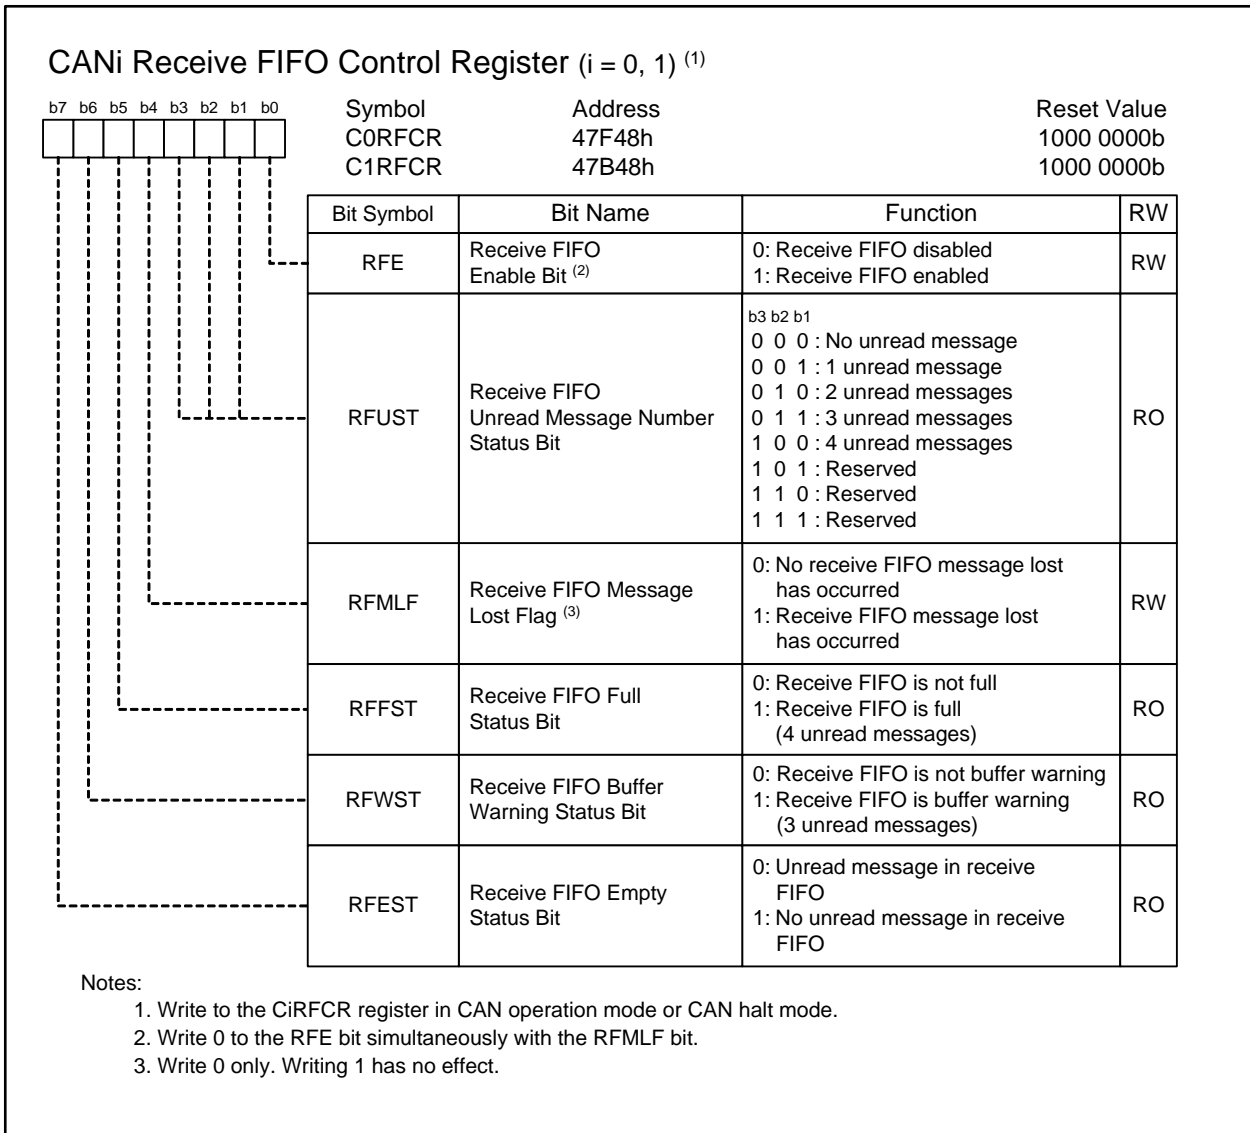 CANi Receive FIFO Control Register (i = 0, 1) (1)
b7 b6 b5 b4 b3 b2 b1 b0
Symbol Address Reset Value
C0RFCR 47F48h 1000 0000b
C1RFCR 47B48h 1000 0000b
Bit Symbol Bit Name Function RW
RFE
Receive FIFO
Enable Bit (2)
0: Receive FIFO disabled
1: Receive FIFO enabled
RW
RFUST
Receive FIFO
Unread Message Number
Status Bit
b3 b2 b1
0 0 0 : No unread message
0 0 1 : 1 unread message
0 1 0 : 2 unread messages
0 1 1 : 3 unread messages
1 0 0 : 4 unread messages
1 0 1 : Reserved
1 1 0 : Reserved
1 1 1 : Reserved
RO
RFMLF
Receive FIFO Message
Lost Flag (3)
0: No receive FIFO message lost
has occurred
1: Receive FIFO message lost
has occurred
RW
RFFST
Receive FIFO Full
Status Bit
0: Receive FIFO is not full
1: Receive FIFO is full
(4 unread messages)
RO
RFWST
Receive FIFO Buffer
Warning Status Bit
0: Receive FIFO is not buffer warning
1: Receive FIFO is buffer warning
(3 unread messages)
RO
RFEST
Receive FIFO Empty
Status Bit
0: Unread message in receive
FIFO
1: No unread message in receive
FIFO
RO
Notes:
1. Write to the CiRFCR register in CAN operation mode or CAN halt mode.
2. Write 0 to the RFE bit simultaneously with the RFMLF bit.
3. Write 0 only. Writing 1 has no effect.